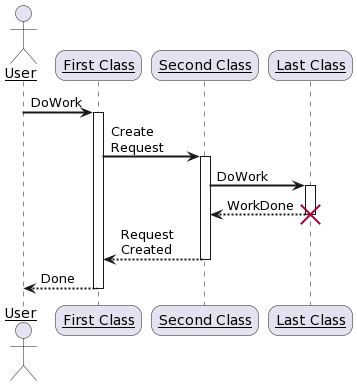 User
First Class
Second Class
Last Class
DoWork
Create
Request
DoWork
WorkDone
Request
Created
Done
User
First Class
Second Class
Last Class